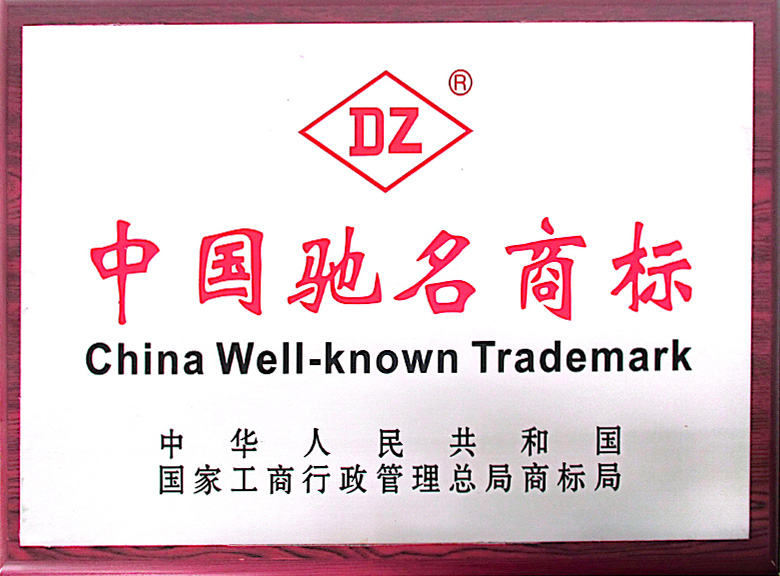 DZ ®
中国驰名商标
China Well-known Trademark
中华人民共和国
国家工商行政管理总局商标局